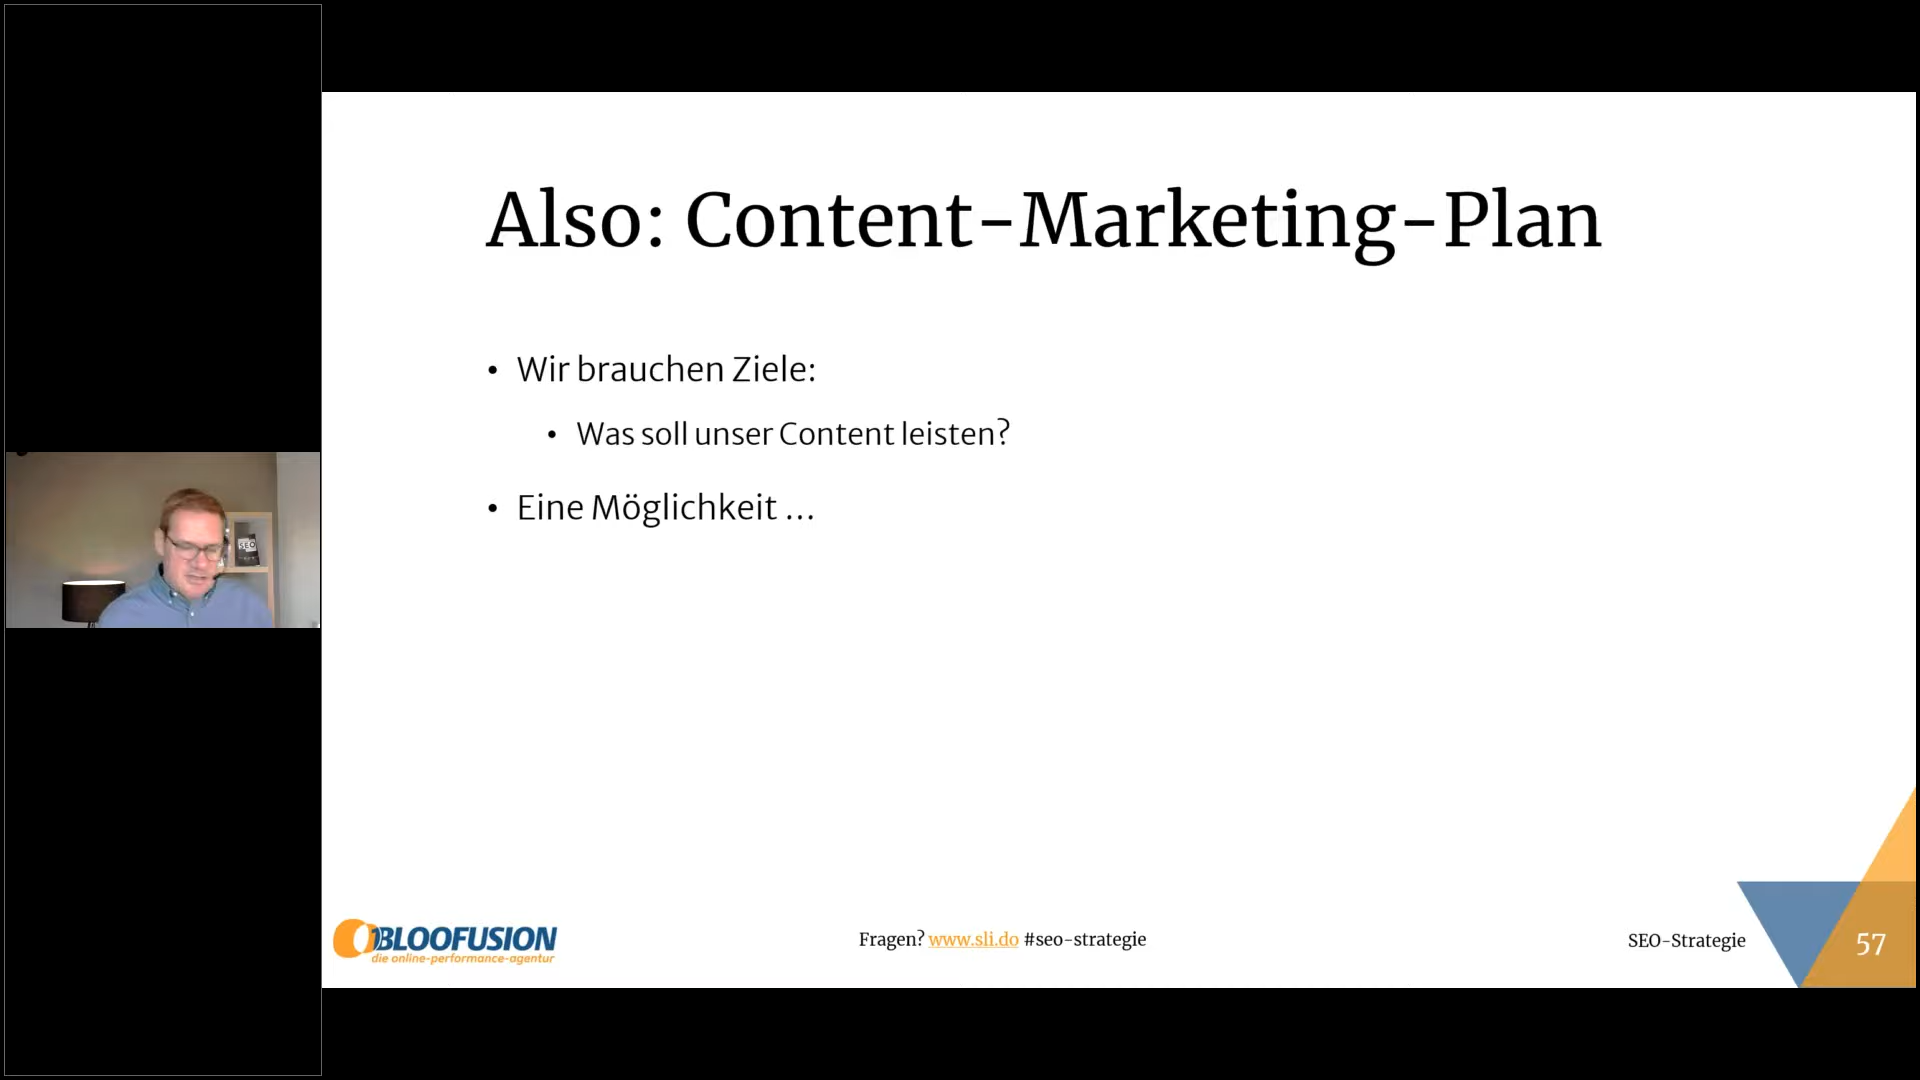 Also: Content-Marketing-Plan
• Wir brauchen Ziele:
• Was soll unser Content leisten?
• Eine Möglichkeit …
SEO
BLOOFUSION
die online-performance-agentur
Fragen? www.sli.do #seo-strategie
SEO-Strategie
57